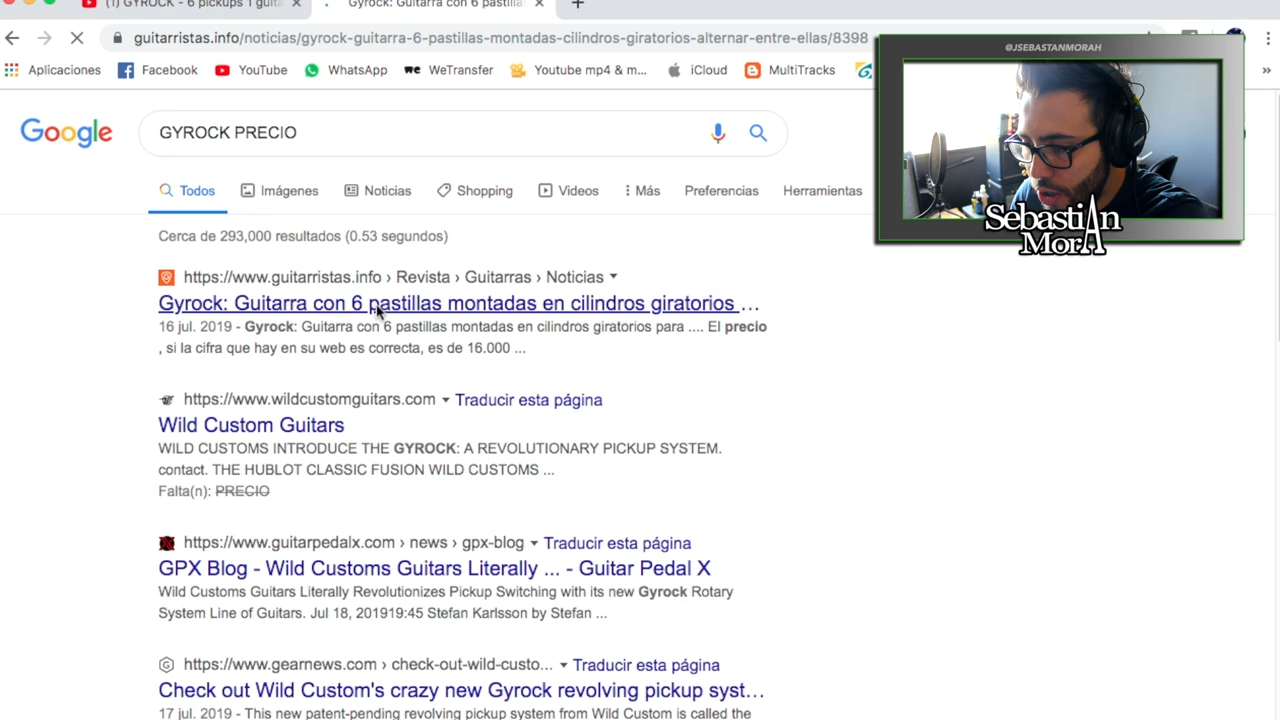 (1) GYROCK - 6 pickups 1 guita
Gyrock: Guitarra con 6 pastillas
guitarristas.info/noticias/gyrock-guitarra-6-pastillas-montadas-cilindros-giratorios-alternar-entre-ellas/8398
Aplicaciones Facebook YouTube WhatsApp WeTransfer Youtube mp4 & m... iCloud MultiTracks »
@JSEBASTANMORAH
Google GYROCK PRECIO
Todos Imágenes Noticias Shopping Videos Más Preferencias Herramientas
Sebastián
Mora
Cerca de 293,000 resultados (0.53 segundos)
https://www.guitarristas.info › Revista › Guitarras › Noticias
Gyrock: Guitarra con 6 pastillas montadas en cilindros giratorios ...
16 jul. 2019 - Gyrock: Guitarra con 6 pastillas montadas en cilindros giratorios para .... El precio
, si la cifra que hay en su web es correcta, es de 16.000 ...
https://www.wildcustomguitars.com Traducir esta página
Wild Custom Guitars
WILD CUSTOMS INTRODUCE THE GYROCK: A REVOLUTIONARY PICKUP SYSTEM.
contact. THE HUBLOT CLASSIC FUSION WILD CUSTOMS ...
Falta(n): PRECIO
https://www.guitarpedalx.com › news › gpx-blog Traducir esta página
GPX Blog - Wild Customs Guitars Literally ... - Guitar Pedal X
Wild Customs Guitars Literally Revolutionizes Pickup Switching with its new Gyrock Rotary
System Line of Guitars. Jul 18, 201919:45 Stefan Karlsson by Stefan ...
https://www.gearnews.com › check-out-wild-custo... Traducir esta página
Check out Wild Custom's crazy new Gyrock revolving pickup syst...
17 jul. 2019 - This new patent-pending revolving pickup system from Wild Custom is called the